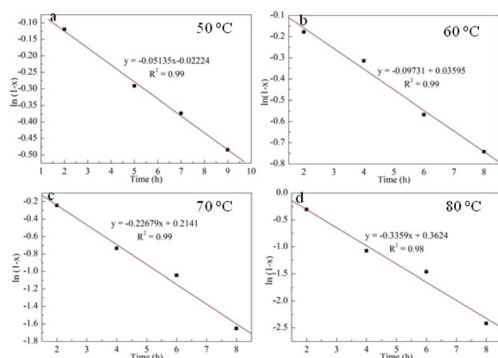 a
50 °C
y = -0.05135x-0.02224
R² = 0.99
ln (1-x)
-0.10
-0.15
-0.20
-0.25
-0.30
-0.35
-0.40
-0.45
-0.50
1 2 3 4 5 6 7 8 9 10
Time (h)
b
60 °C
y = -0.09731 + 0.03595
R² = 0.99
ln(1-x)
-0.1
-0.2
-0.3
-0.4
-0.5
-0.6
-0.7
-0.8
2 4 6 8
Time (h)
c
70 °C
y = -0.22679x + 0.2141
R² = 0.99
ln (1-x)
-0.2
-0.4
-0.6
-0.8
-1.0
-1.2
-1.4
-1.6
-1.8
2 4 6 8
Time (h)
d
80 °C
y = -0.3359x + 0.3624
R² = 0.98
ln (1-x)
0.0
-0.5
-1.0
-1.5
-2.0
-2.5
2 4 6 8
Time (h)